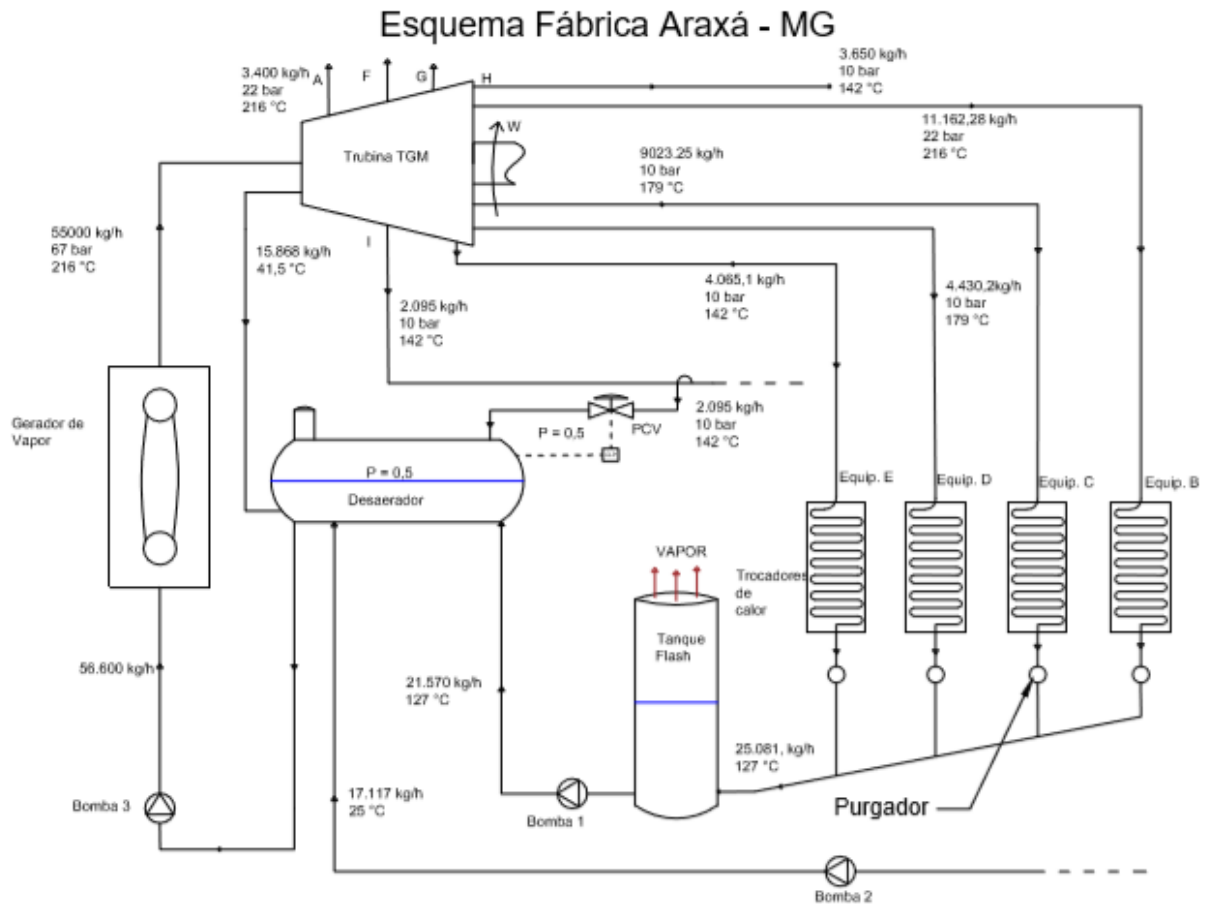 Esquema Fábrica Araxá - MG
3.400 kg/h
22 bar
216 °C
A
F
G
H
3.650 kg/h
10 bar
142 °C
11.162,28 kg/h
22 bar
216 °C
W
Trubina TGM
9023.25 kg/h
10 bar
179 °C
55000 kg/h
67 bar
216 °C
15.868 kg/h
41,5 °C
I
2.095 kg/h
10 bar
142 °C
4.065,1 kg/h
10 bar
142 °C
4.430,2kg/h
10 bar
179 °C
Gerador de
Vapor
P = 0,5
PCV
2.095 kg/h
10 bar
142 °C
P = 0,5
Desaerador
Equip. E
Equip. D
Equip. C
Equip. B
VAPOR
Trocadores
de
calor
Tanque
Flash
56.600 kg/h
21.570 kg/h
127 °C
25.081, kg/h
127 °C
Purgador
Bomba 3
17.117 kg/h
25 °C
Bomba 1
Bomba 2